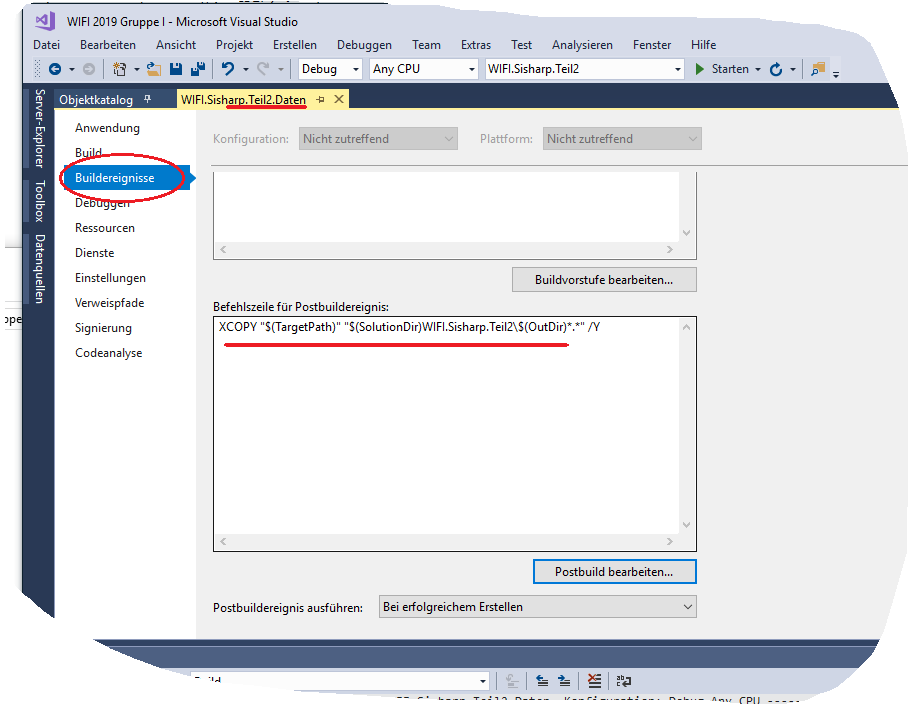 WIFI 2019 Gruppe I - Microsoft Visual Studio
Datei Bearbeiten Ansicht Projekt Erstellen Debuggen Team Extras Test Analysieren Fenster Hilfe
Debug Any CPU WIFI.Sisharp.Teil2 Starten
Objektkatalog WIFI.Sisharp.Teil2.Daten
Server-Explorer
Toolbox
Datenquellen
Anwendung
Build
Buildereignisse
Debuggen
Ressourcen
Dienste
Einstellungen
Verweispfade
Signierung
Codeanalyse
Konfiguration: Nicht zutreffend Plattform: Nicht zutreffend
Buildvorstufe bearbeiten...
Befehlszeile für Postbuildereignis:
XCOPY "$(TargetPath)" "$(SolutionDir)WIFI.Sisharp.Teil2\$(OutDir)*.*" /Y
Postbuild bearbeiten...
Postbuildereignis ausführen: Bei erfolgreichem Erstellen